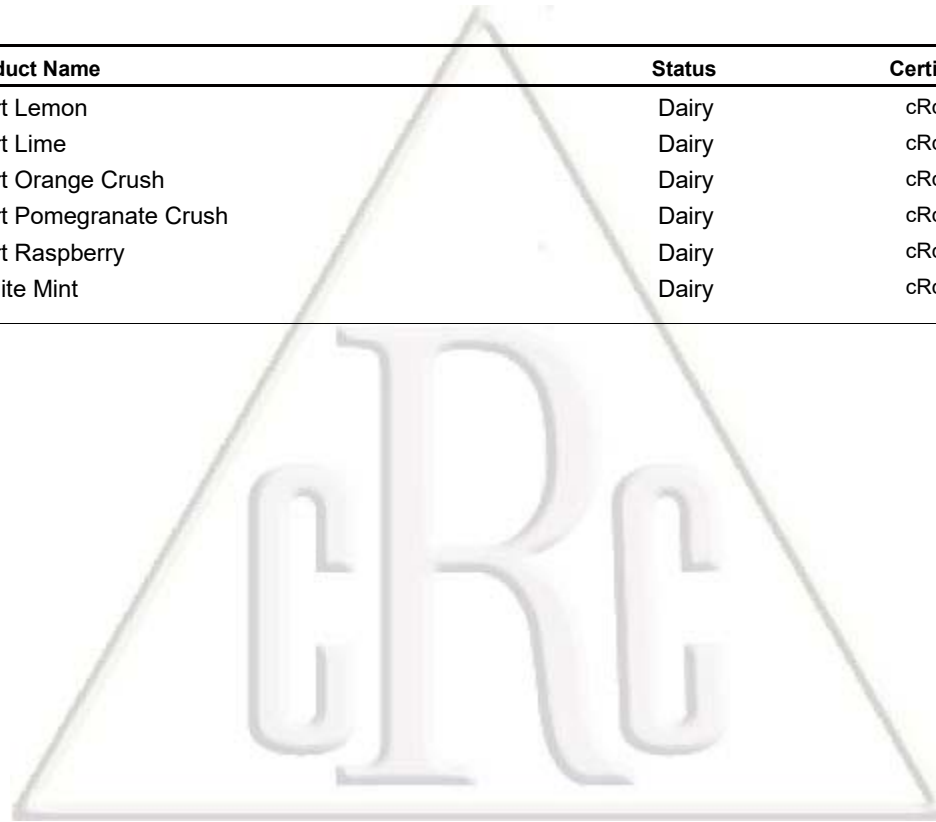 duct Name Status Certi
t Lemon Dairy cRc
t Lime Dairy cRc
t Orange Crush Dairy cRc
t Pomegranate Crush Dairy cRc
t Raspberry Dairy cRc
ite Mint Dairy cRc
cRc